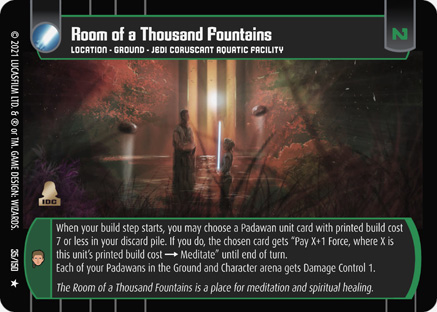 Room of a Thousand Fountains
LOCATION - GROUND - JEDI CORUSCANT AQUATIC FACILITY
N
© 2021 LUCASFILM LTD. & ® or TM. GAME DESIGN: WIZARDS.
35/150
IDC
When your build step starts, you may choose a Padawan unit card with printed build cost
7 or less in your discard pile. If you do, the chosen card gets "Pay X+1 Force, where X is
this unit's printed build cost → Meditate" until end of turn.
Each of your Padawans in the Ground and Character arena gets Damage Control 1.
The Room of a Thousand Fountains is a place for meditation and spiritual healing.